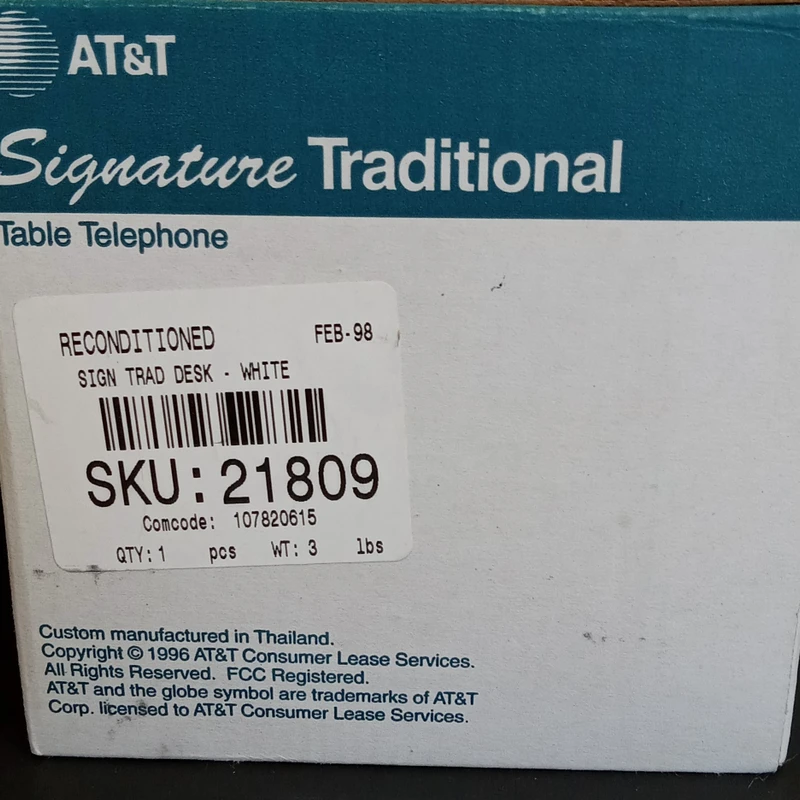 AT&T
Signature Traditional
Table Telephone
RECONDITIONED FEB-98
SIGN TRAD DESK - WHITE
SKU: 21809
Comcode: 107820615
QTY: 1 pcs WT: 3 lbs
Custom manufactured in Thailand.
Copyright © 1996 AT&T Consumer Lease Services.
All Rights Reserved. FCC Registered.
AT&T and the globe symbol are trademarks of AT&T
Corp. licensed to AT&T Consumer Lease Services.